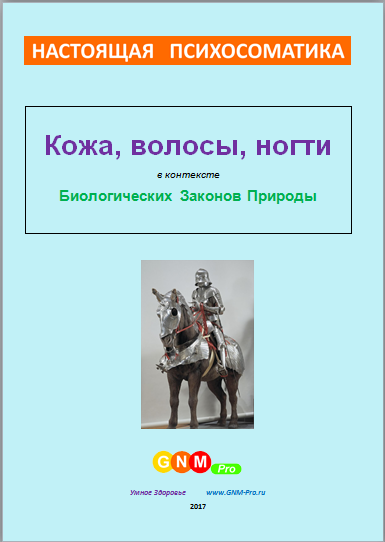 НАСТОЯЩАЯ ПСИХОСОМАТИКА
Кожа, волосы, ногти
в контексте
Биологических Законов Природы
GNM Pro
Умное Здоровье www.GNM-Pro.ru
2017